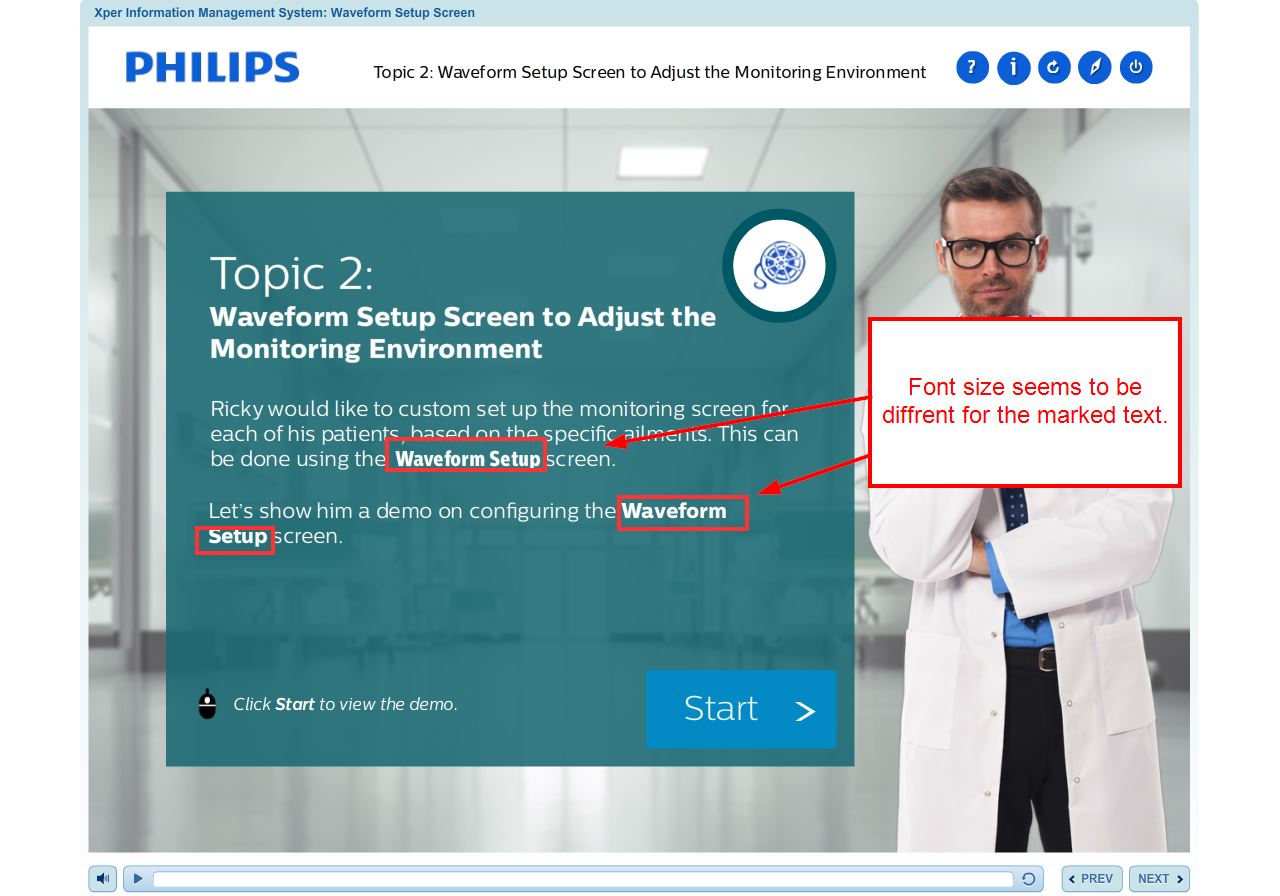 Xper Information Management System: Waveform Setup Screen
PHILIPS
Topic 2: Waveform Setup Screen to Adjust the Monitoring Environment
? i
Topic 2:
Waveform Setup Screen to Adjust the
Monitoring Environment
Ricky would like to custom set up the monitoring screen for
each of his patients, based on the specific ailments. This can
be done using the Waveform Setup screen.
Let's show him a demo on configuring the Waveform
Setup screen.
Font size seems to be
diffrent for the marked text.
Click Start to view the demo.
Start >
< PREV
NEXT >